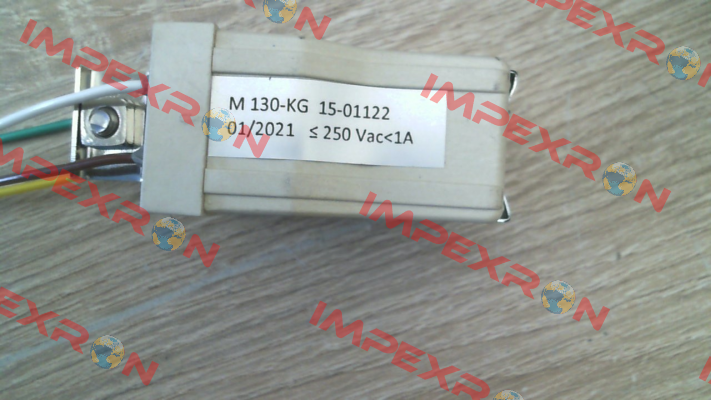 M 130-KG 15-01122
01/2021 ≤ 250 Vac<1A
IMPEXRON
IMPEXRON
IMPEXRON
IMPEXRON
IMPEXRON
IMPEXRON